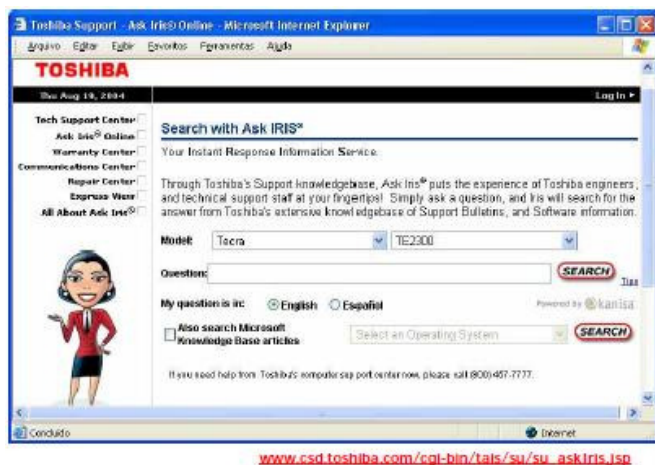 Toshiba Support - Ask Iris® Online - Microsoft Internet Explorer
Arquivo Editar Exibir Favoritos Ferramentas Ajuda
TOSHIBA
Thu Aug 19, 2004 Log In
Tech Support Center
Ask Iris® Online
Warranty Center
Communications Center
Repair Center
Express View
All About Ask Iris®
Search with Ask IRIS®
Your Instant Response Information Service.
Through Toshiba's Support knowledgebase, Ask Iris® puts the experience of Toshiba engineers
and technical support staff at your fingertips! Simply ask a question, and Iris will search for the
answer from Toshiba's extensive knowledgebase of Support Bulletins, and Software information.
Model: Tecra TE2300
Question: SEARCH
Tips
My question is in: English Español Powered by kanisa
Also search Microsoft
Knowledge Base articles Select an Operating System SEARCH
If you need help from Toshiba's computer support center now, please call (800) 457-7777.
Concluído Internet
www.csd.toshiba.com/cgi-bin/tais/su/su_askIris.jsp